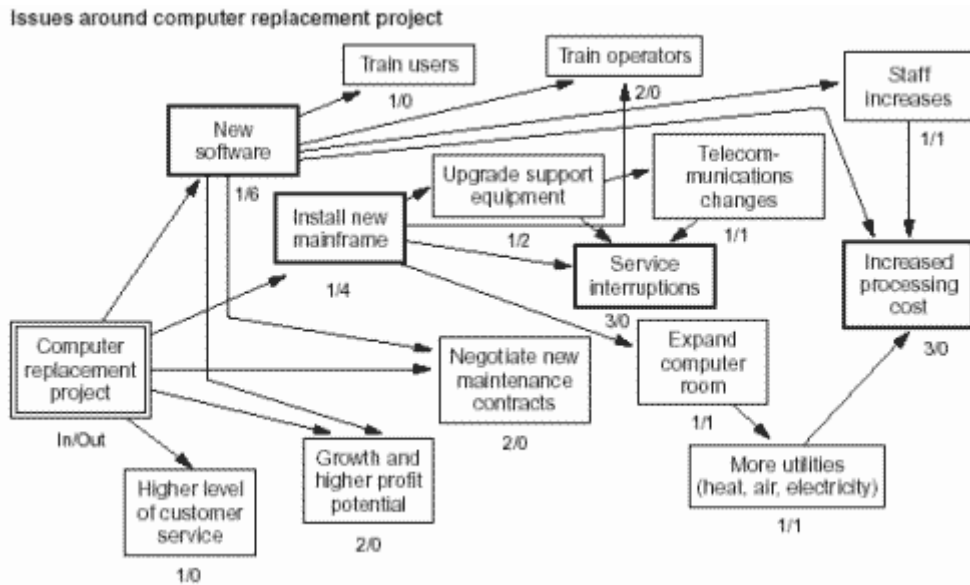 Issues around computer replacement project
Train users
1/0
Train operators
2/0
Staff
increases
1/1
New
software
1/6
Upgrade support
equipment
1/2
Telecom-
munications
changes
1/1
Install new
mainframe
1/4
Service
interruptions
3/0
Increased
processing
cost
3/0
Computer
replacement
project
In/Out
Negotiate new
maintenance
contracts
2/0
Expand
computer
room
1/1
Higher level
of customer
service
1/0
Growth and
higher profit
potential
2/0
More utilities
(heat, air, electricity)
1/1